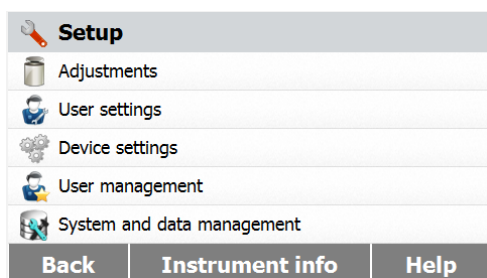 Setup
Adjustments
User settings
Device settings
User management
System and data management
Back Instrument info Help